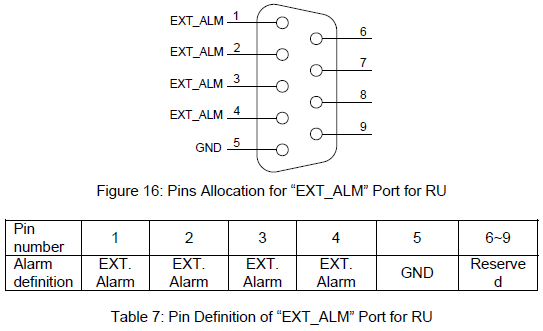 EXT_ALM 1
6
EXT_ALM 2
7
EXT_ALM 3
8
EXT_ALM 4
9
GND 5
Figure 16: Pins Allocation for “EXT_ALM” Port for RU
Pin number 1 2 3 4 5 6~9
Alarm definition EXT. Alarm EXT. Alarm EXT. Alarm EXT. Alarm GND Reserve d
Table 7: Pin Definition of “EXT_ALM” Port for RU